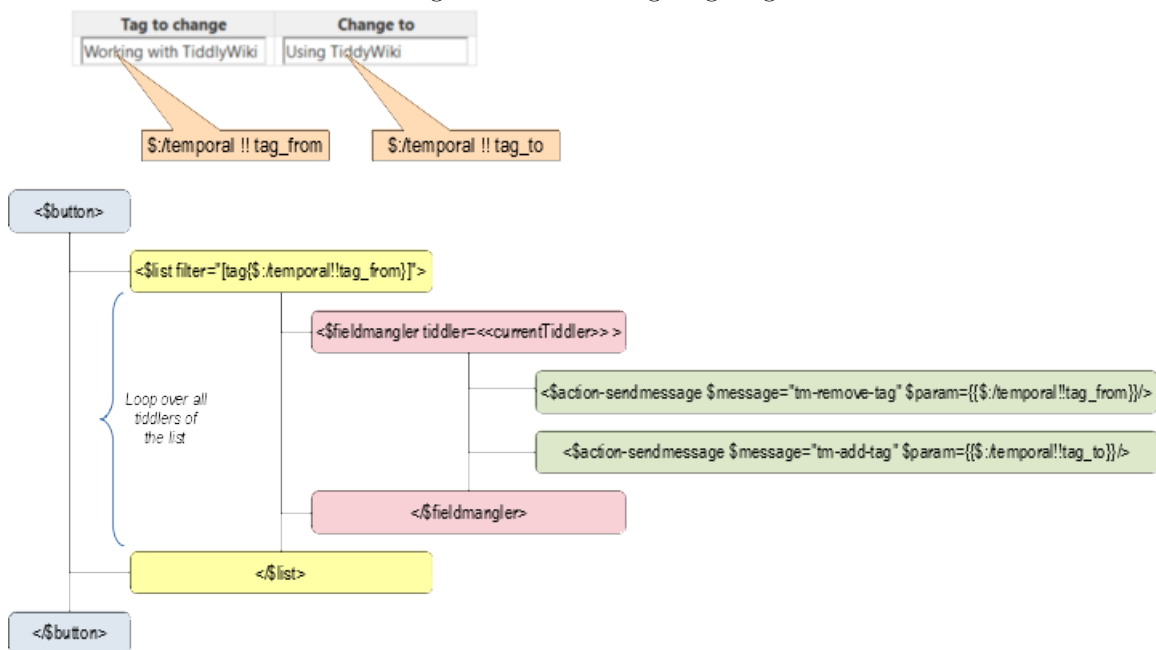 Tag to change Change to
Working with TiddlyWiki Using TiddyWiki
$:/temporal !! tag_from $:/temporal !! tag_to
<$button>
<$list filter="[tag{$:/temporal!!tag_from}]">
<$fieldmangler tiddler=<<currentTiddler>> >
<$action-sendmessage $message="tm-remove-tag" $param={{$:/temporal!!tag_from}}/>
Loop over all
tiddlers of
the list
<$action-sendmessage $message="tm-add-tag" $param={{$:/temporal!!tag_to}}/>
</$fieldmangler>
</$list>
</$button>